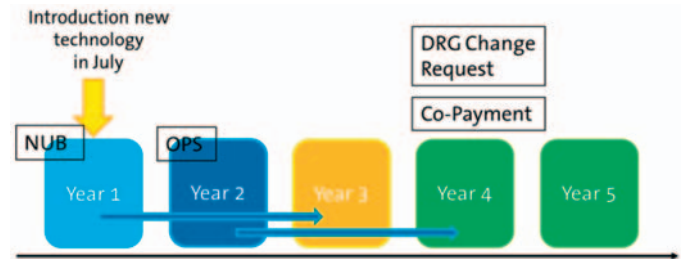 Introduction new
technology
in July
DRG Change
Request
Co-Payment
NUB
OPS
Year 1
Year 2
Year 3
Year 4
Year 5